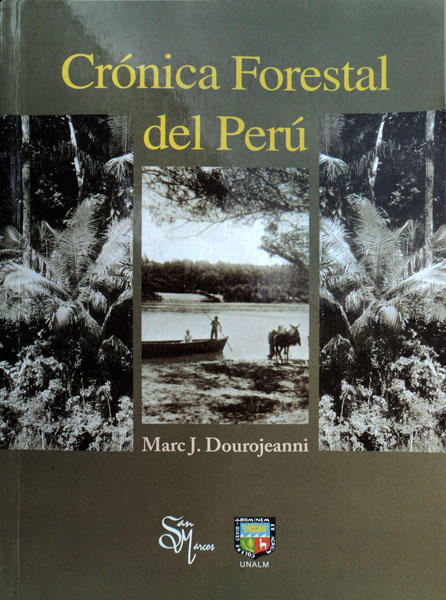 Crónica Forestal
del Perú
Marc J. Dourojeanni
San
Marcos
UNALM